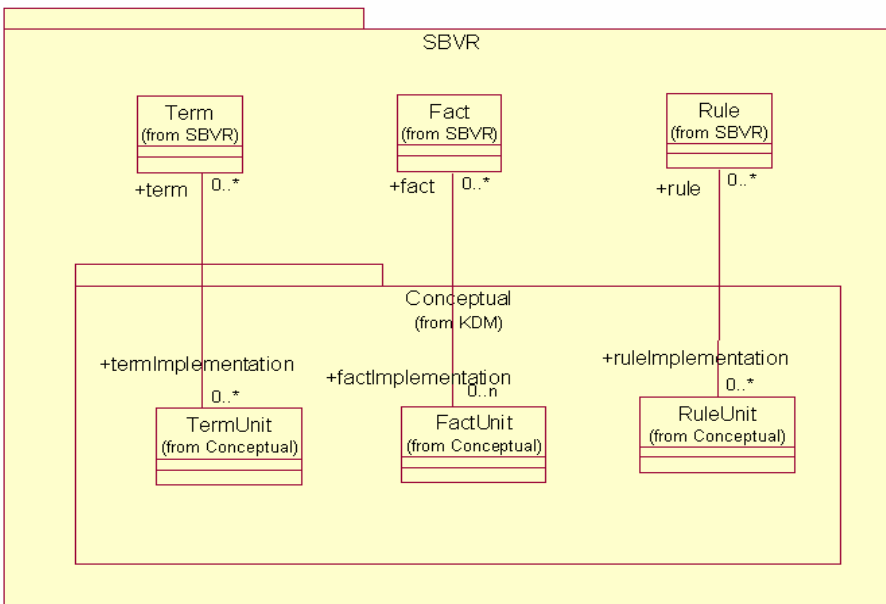 SBVR
Term
(from SBVR)
Fact
(from SBVR)
Rule
(from SBVR)
+term
0..*
+fact
0..*
+rule
0..*
Conceptual
(from KDM)
+termImplementation
0..*
+factImplementation
0..n
+ruleImplementation
0..*
TermUnit
(from Conceptual)
FactUnit
(from Conceptual)
RuleUnit
(from Conceptual)